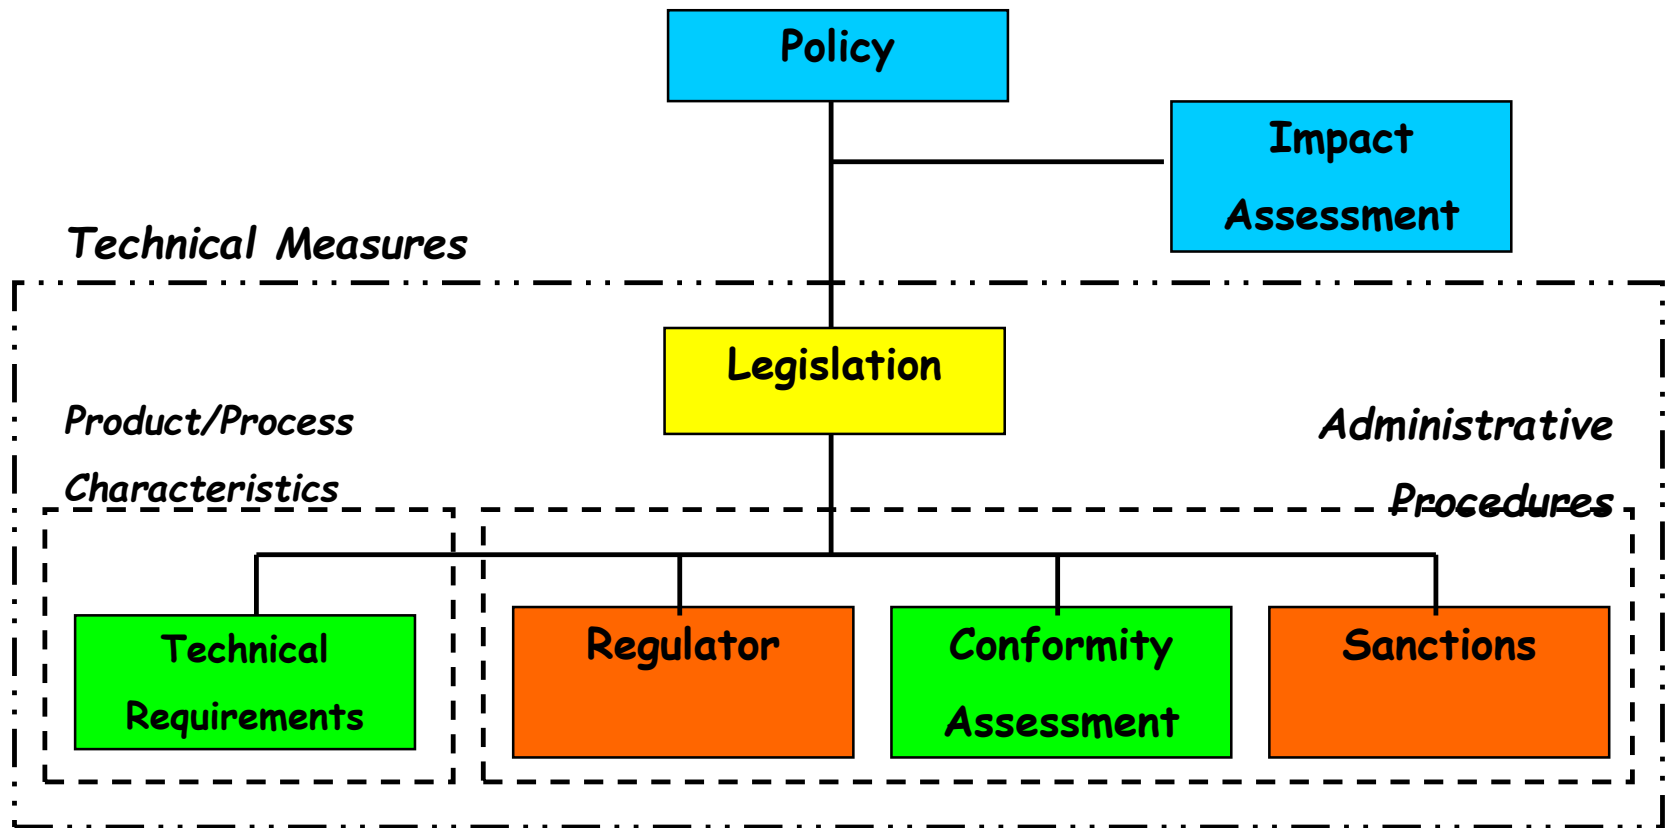 Policy
Impact
Assessment
Technical Measures
Legislation
Product/Process
Characteristics
Administrative
Procedures
Technical
Requirements
Regulator
Conformity
Assessment
Sanctions